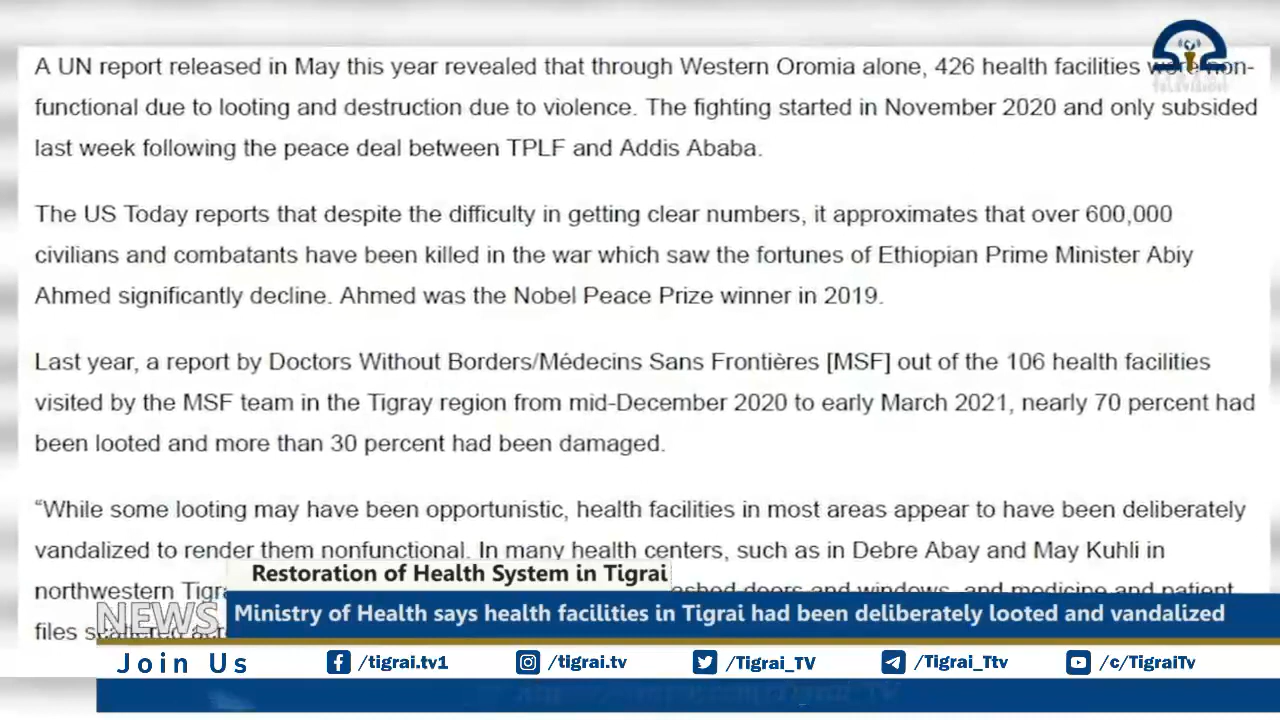 A UN report released in May this year revealed that through Western Oromia alone, 426 health facilities were non-
functional due to looting and destruction due to violence. The fighting started in November 2020 and only subsided
last week following the peace deal between TPLF and Addis Ababa.
The US Today reports that despite the difficulty in getting clear numbers, it approximates that over 600,000
civilians and combatants have been killed in the war which saw the fortunes of Ethiopian Prime Minister Abiy
Ahmed significantly decline. Ahmed was the Nobel Peace Prize winner in 2019.
Last year, a report by Doctors Without Borders/Médecins Sans Frontières [MSF] out of the 106 health facilities
visited by the MSF team in the Tigray region from mid-December 2020 to early March 2021, nearly 70 percent had
been looted and more than 30 percent had been damaged.
“While some looting may have been opportunistic, health facilities in most areas appear to have been deliberately
vandalized to render them nonfunctional. In many health centers, such as in Debre Abay and May Kuhli in
northwestern doors and windows, and medicine and patient
files
Restoration of Health System in Tigrai
NEWS
Ministry of Health says health facilities in Tigrai had been deliberately looted and vandalized
Join Us /tigrai.tv1 /tigrai.tv /Tigrai_TV /Tigrai_Ttv /c/TigraiTv